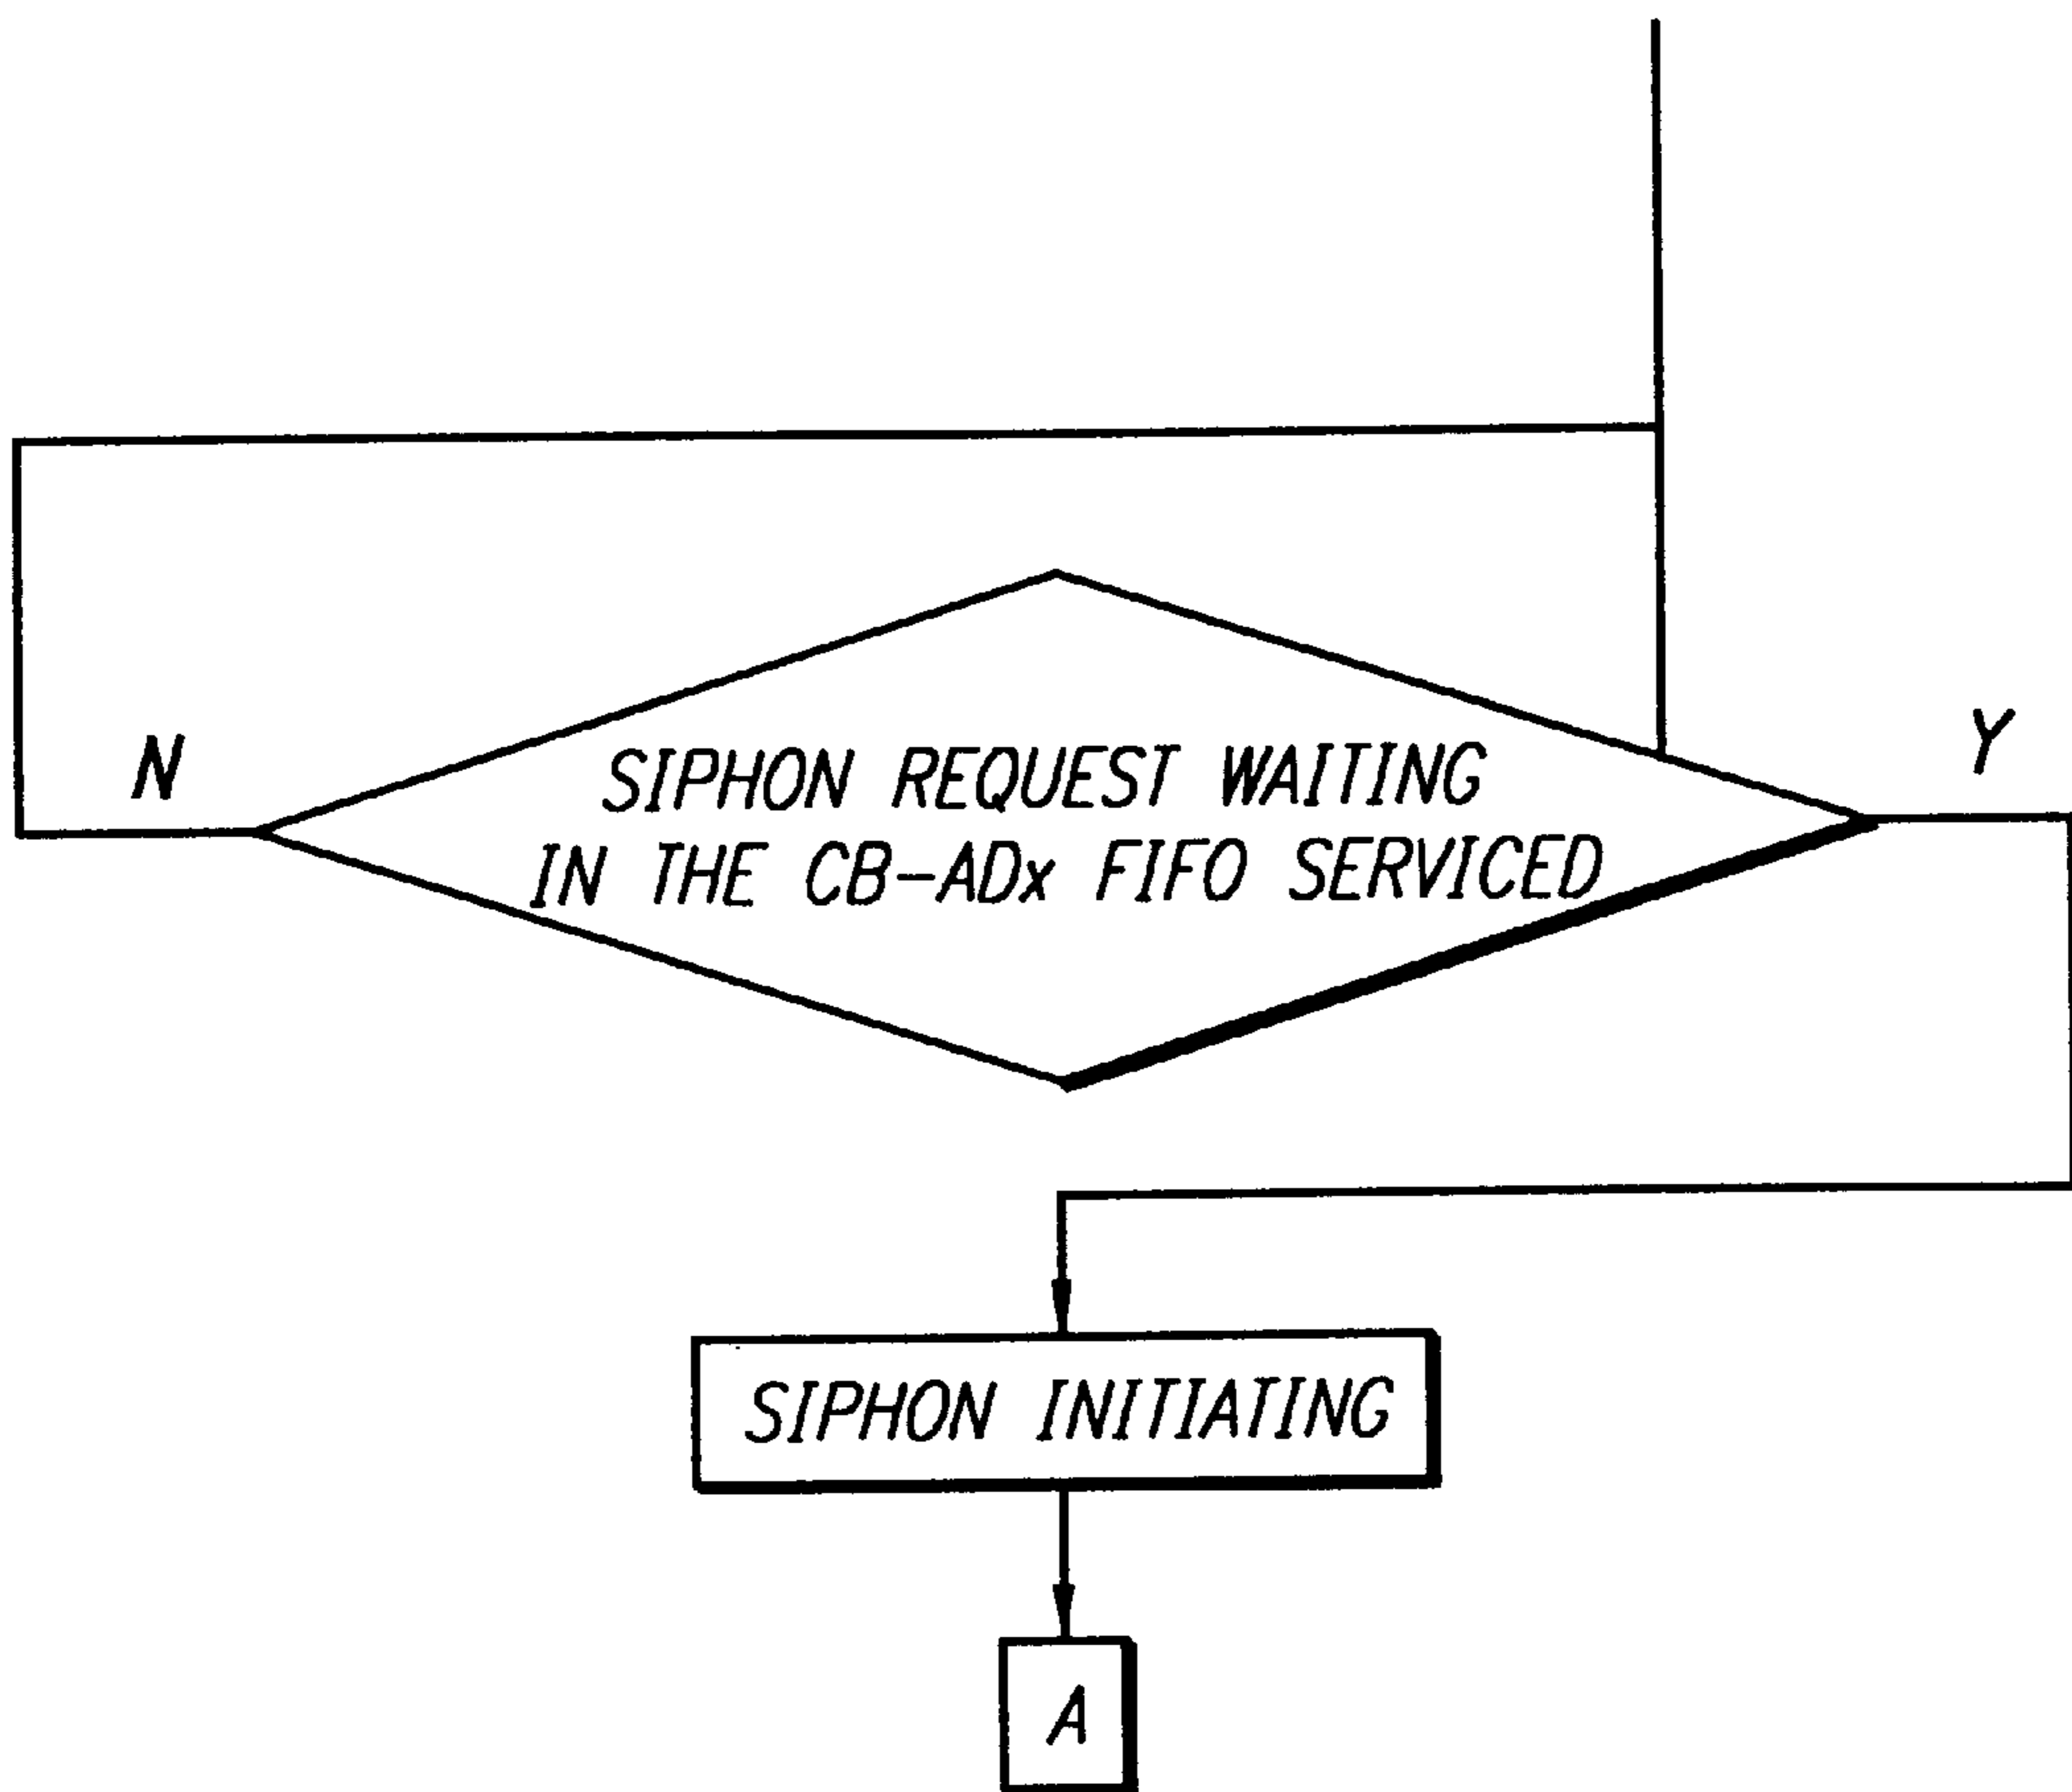 N
Y
SIPHON REQUEST WAITING
IN THE CB-ADx FIFO SERVICED
SIPHON INITIATING
A